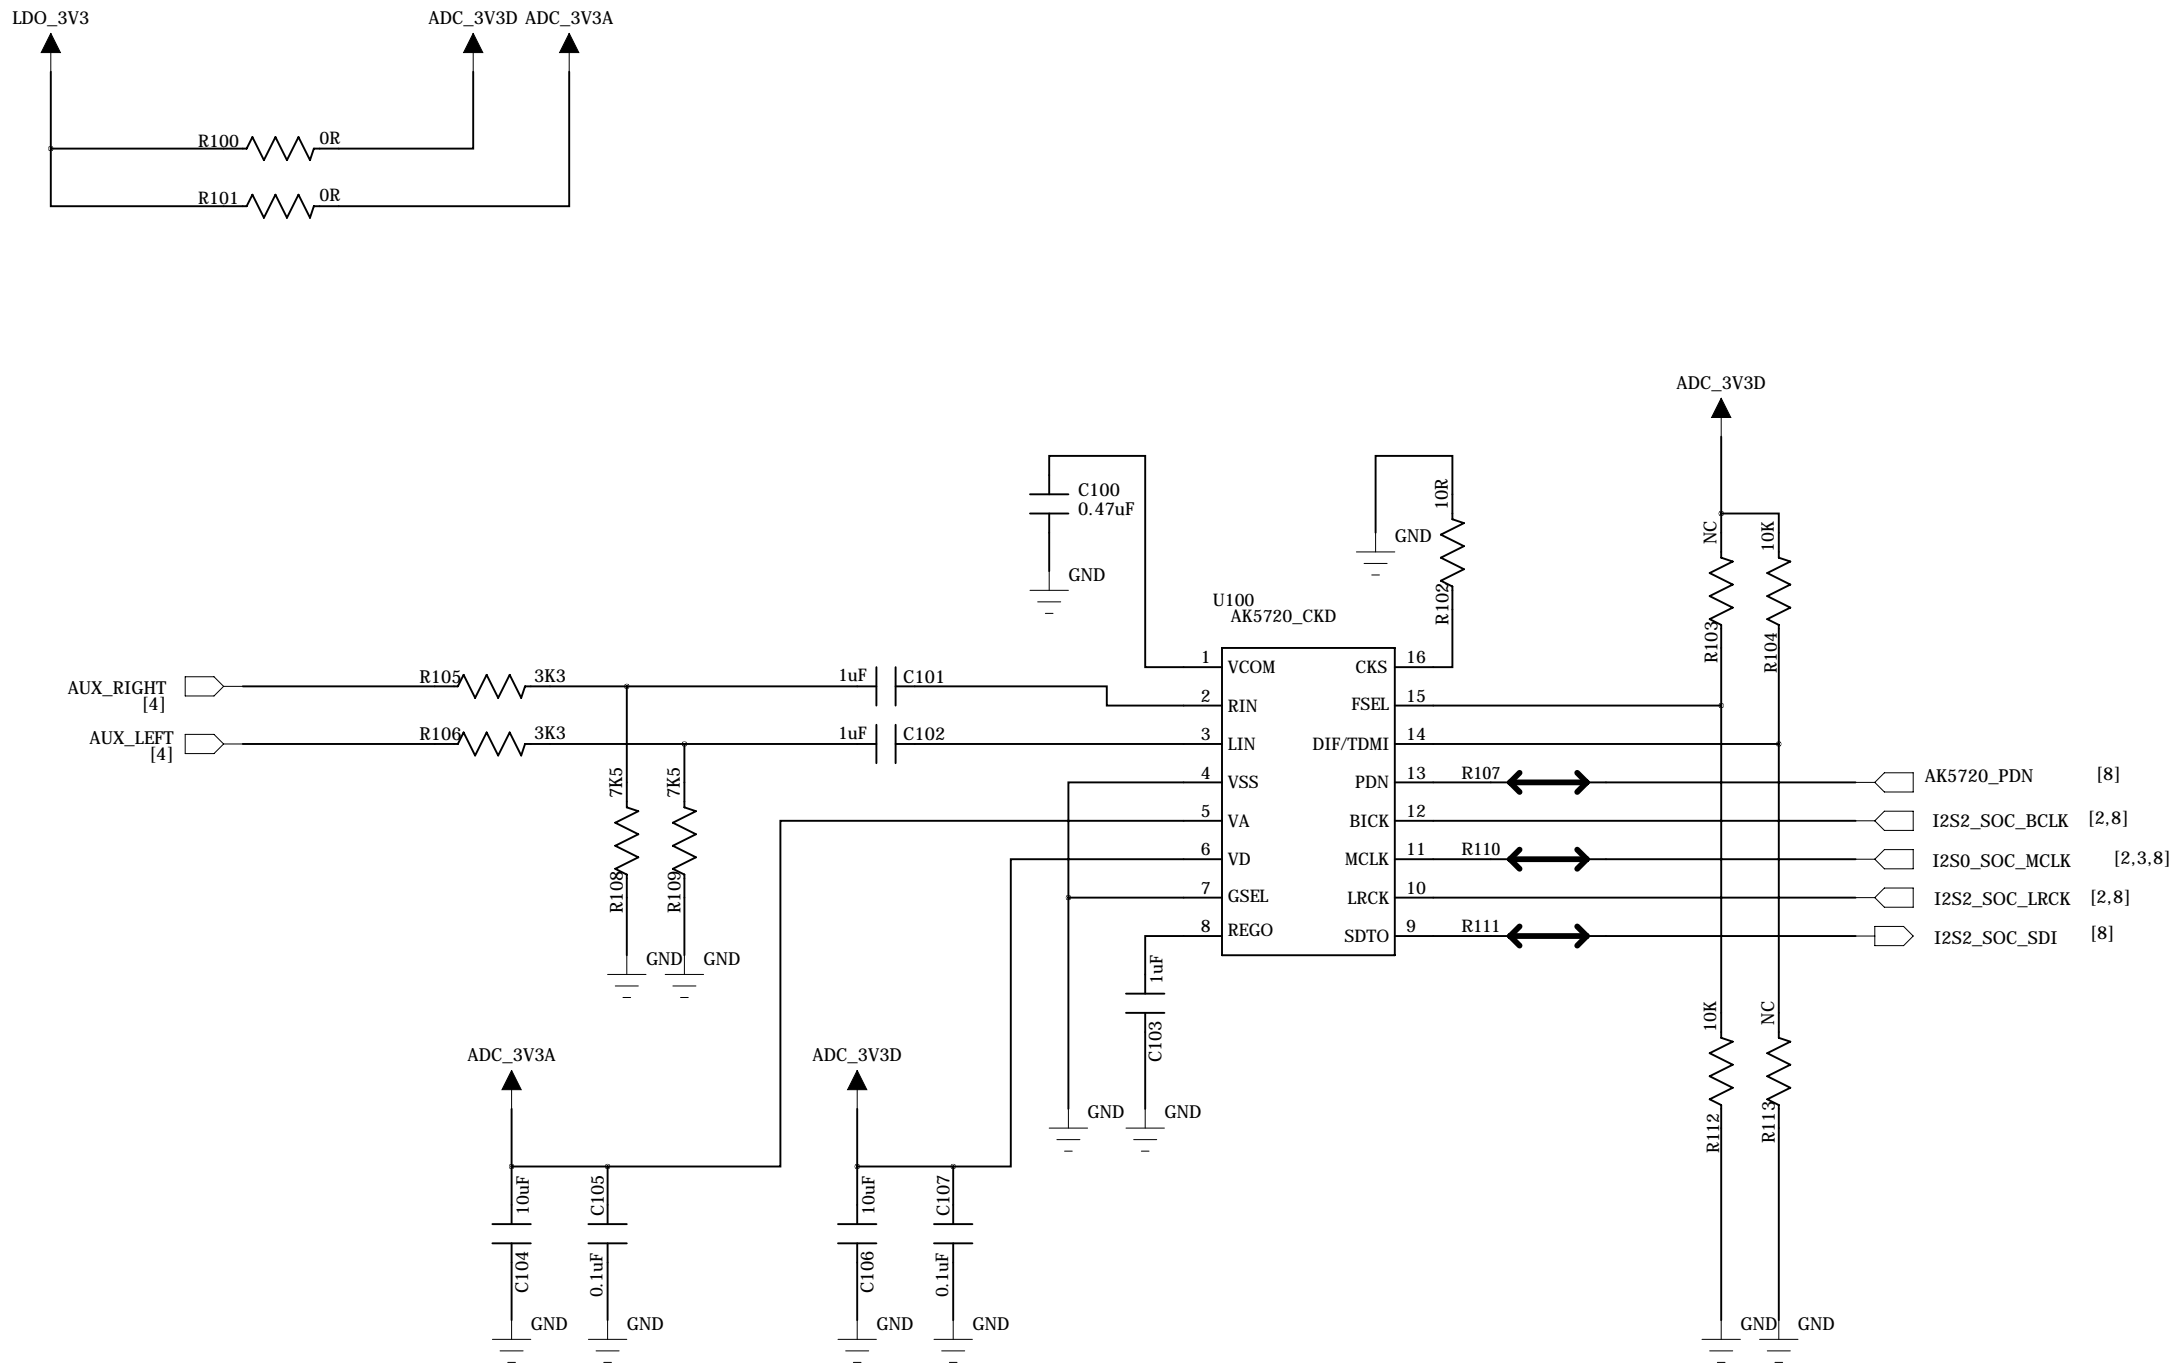 LDO_3V3
ADC_3V3D ADC_3V3A
R100 0R
R101 0R
ADC_3V3D
C100
0.47uF
GND
10R
GND
R102
NC
10K
R103
R104
U100
AK5720_CKD
AUX_RIGHT
[4]
R105 3K3
1uF C101
AUX_LEFT
[4]
R106 3K3
1uF C102
7K5
7K5
R108
R109
GND GND
1 VCOM CKS 16
2 RIN FSEL 15
3 LIN DIF/TDMI 14
4 VSS PDN 13 R107 AK5720_PDN [8]
5 VA BICK 12 I2S2_SOC_BCLK [2,8]
6 VD MCLK 11 R110 I2S0_SOC_MCLK [2,3,8]
7 GSEL LRCK 10 I2S2_SOC_LRCK [2,8]
8 REGO SDTO 9 R111 I2S2_SOC_SDI [8]
1uF
C103
GND GND
10K
NC
R112
R113
ADC_3V3A
ADC_3V3D
10uF
C105
10uF
C107
C104
0.1uF
C106
0.1uF
GND GND GND GND GND GND